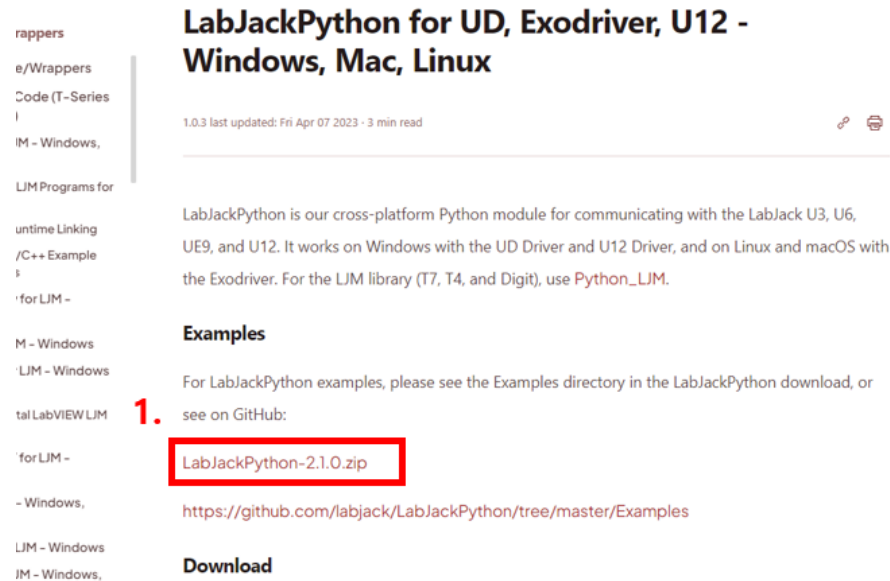 rappers
e/Wrappers
Code (T-Series
)
JM - Windows,
LJM Programs for
untime Linking
/C++ Example
s
for LJM -
M - Windows
LJM - Windows
tal LabVIEW LJM
for LJM -
- Windows,
LJM - Windows
JM - Windows,
LabJackPython for UD, Exodriver, U12 -
Windows, Mac, Linux
1.0.3 last updated: Fri Apr 07 2023 · 3 min read
LabJackPython is our cross-platform Python module for communicating with the LabJack U3, U6,
UE9, and U12. It works on Windows with the UD Driver and U12 Driver, and on Linux and macOS with
the Exodriver. For the LJM library (T7, T4, and Digit), use Python_LJM.
Examples
For LabJackPython examples, please see the Examples directory in the LabJackPython download, or
see on GitHub:
1.
LabJackPython-2.1.0.zip
https://github.com/labjack/LabJackPython/tree/master/Examples
Download